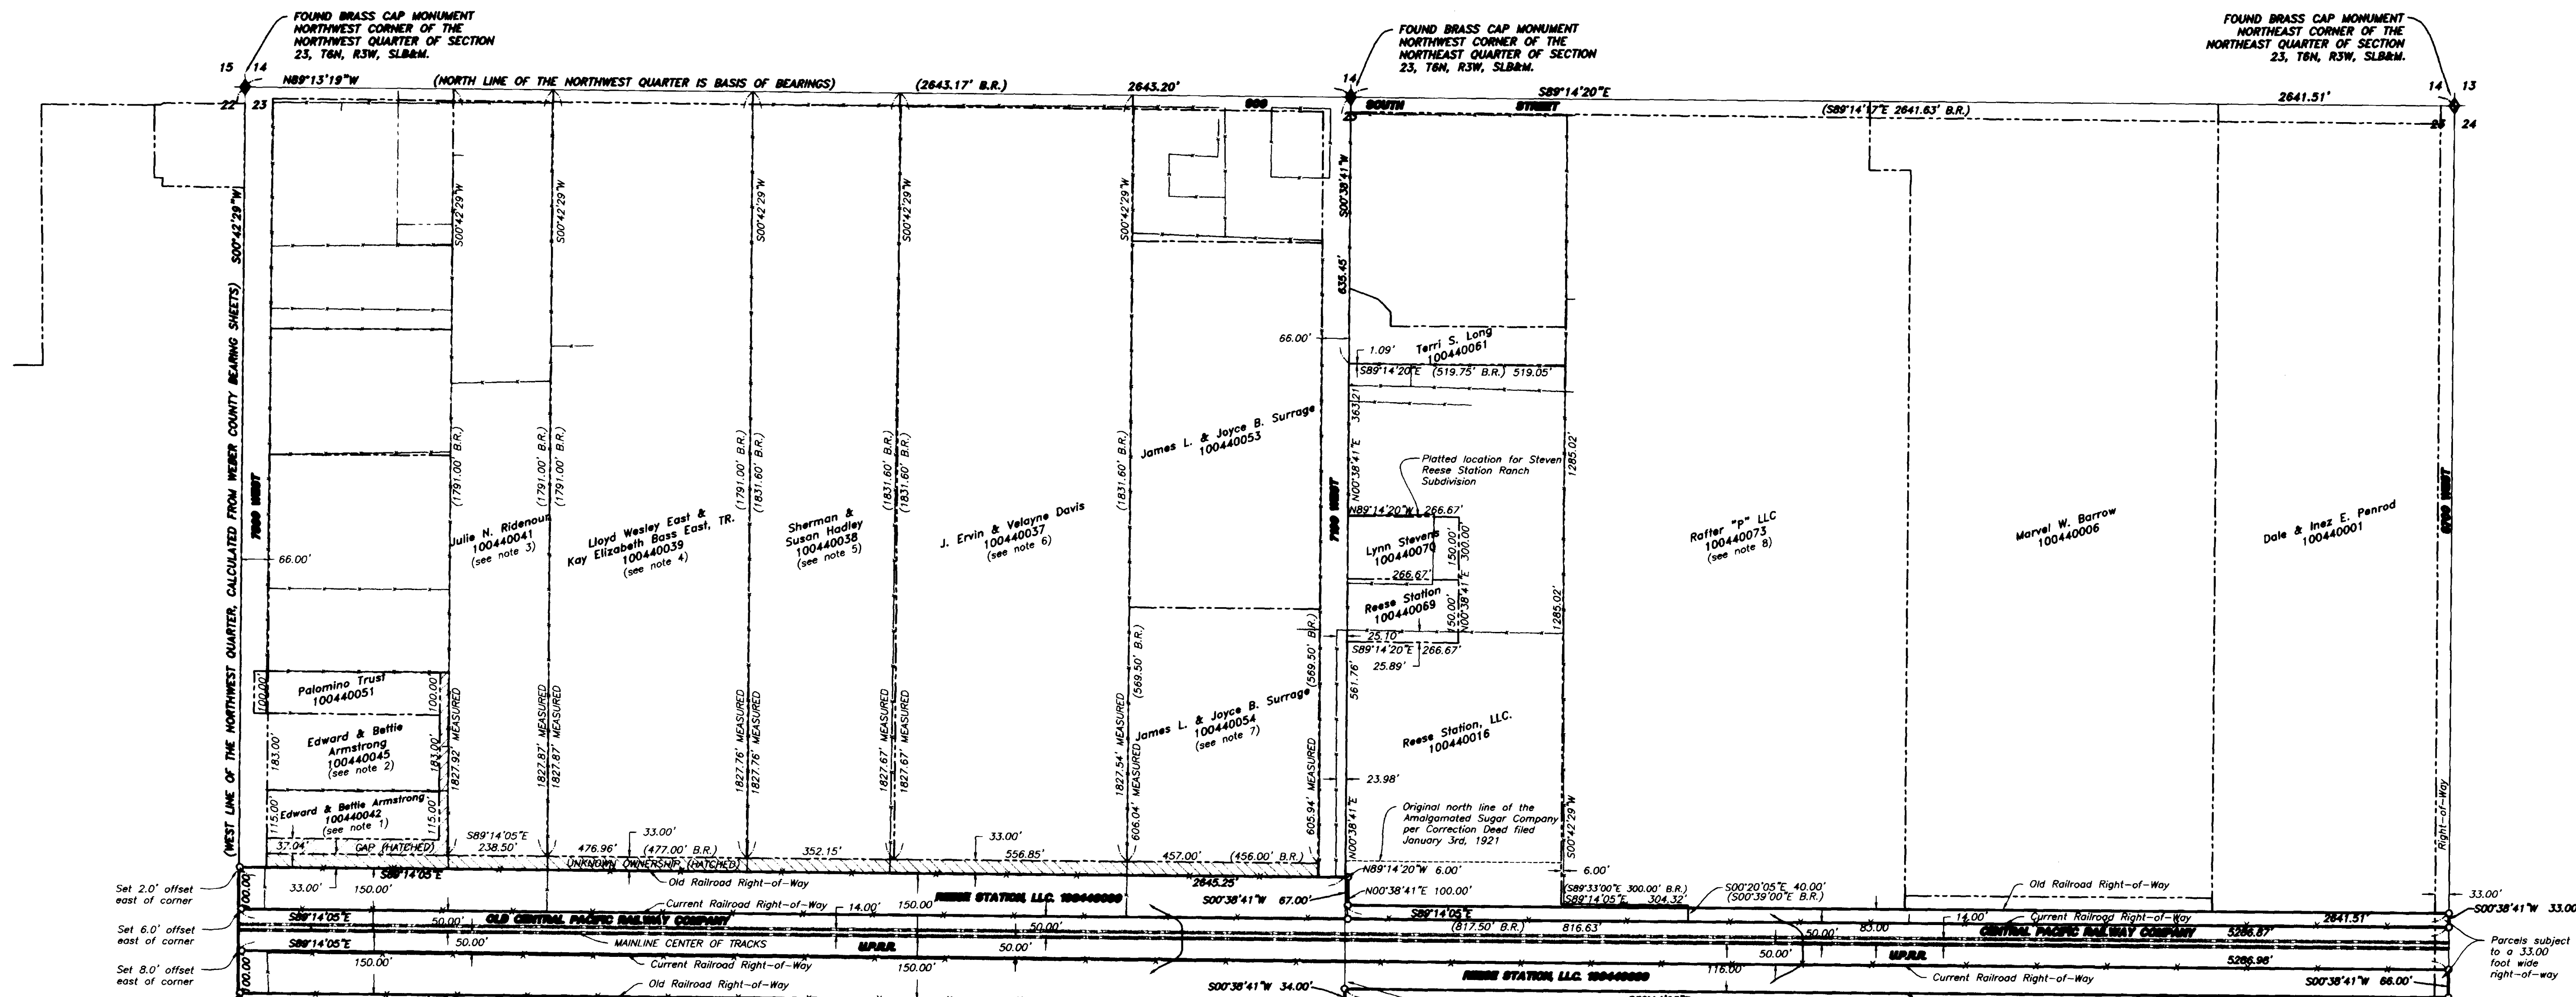 FOUND BRASS CAP MONUMENT
NORTHWEST CORNER OF THE
NORTHWEST QUARTER OF SECTION
23, T6N, R3W, SLB&M.
FOUND BRASS CAP MONUMENT
NORTHWEST CORNER OF THE
NORTHEAST QUARTER OF SECTION
23, T6N, R3W, SLB&M.
FOUND BRASS CAP MONUMENT
NORTHEAST CORNER OF THE
NORTHEAST QUARTER OF SECTION
23, T6N, R3W, SLB&M.
15 14
22 23
N89°13'19"W
(NORTH LINE OF THE NORTHWEST QUARTER IS BASIS OF BEARINGS)
(2643.17' B.R.)
2643.20'
14
23
SOUTH STREET
S89°14'20"E
(S89°14'17"E 2641.63' B.R.)
2641.51'
14 13
23 24
(WEST LINE OF THE NORTHWEST QUARTER, CALCULATED FROM WEBER COUNTY BEARING SHEETS) S00°42'29"W
S00°42'29"W
S00°42'29"W
S00°42'29"W
S00°42'29"W
S00°42'29"W
S00°38'41"W
635.45'
66.00'
66.00'
(1791.00' B.R.)
(1791.00' B.R.)
(1791.00' B.R.)
(1791.00' B.R.)
(1831.60' B.R.)
(1831.60' B.R.)
(1831.60' B.R.)
(1831.60' B.R.)
Julie N. Ridenour
100440041
(see note 3)
Lloyd Wesley East &
Kay Elizabeth Bass East, TR.
100440039
(see note 4)
Sherman &
Susan Hadley
100440038
(see note 5)
J. Ervin & Velayne Davis
100440037
(see note 6)
James L. & Joyce B. Surrage
100440053
James L. & Joyce B. Surrage
100440054
(see note 7)
Palomino Trust
100440051
100.00'
100.00'
Edward & Bettie
Armstrong
100440045
(see note 2)
183.00'
183.00'
Edward & Bettie Armstrong
100440042
(see note 1)
115.00'
115.00'
1827.92' MEASURED
1827.87' MEASURED
1827.87' MEASURED
1827.76' MEASURED
1827.76' MEASURED
1827.67' MEASURED
1827.67' MEASURED
1827.54' MEASURED
606.04' MEASURED
605.94' MEASURED
(569.50' B.R.)
(569.50' B.R.)
Terri S. Long
100440061
1.09'
S89°14'20"E (519.75' B.R.) 519.05'
N00°38'41"E 363.21'
1285.02'
1285.02'
Platted location for Steven
Reese Station Ranch
Subdivision
N89°14'20"W 266.67'
Lynn Stevens
100440070
266.67'
150.00'
N00°38'41"E 300.00'
Reese Station
100440069
150.00'
25.10'
S89°14'20"E 266.67'
25.89'
561.76'
Reese Station, LLC.
100440016
23.98'
N00°38'41"E
S00°42'29"W
Original north line of the
Amalgamated Sugar Company
per Correction Deed filed
January 3rd, 1921
Rafter "P" LLC
100440073
(see note 8)
Marvel W. Barrow
100440006
Dale & Inez E. Penrod
100440001
Right-of-Way
37.04'
GAP (HATCHED)
S89°14'05"E
238.50'
476.96'
33.00'
(477.00' B.R.)
UNKNOWN OWNERSHIP (HATCHED)
352.15'
33.00'
556.85'
457.00' (456.00' B.R.)
N89°14'20"W 6.00'
6.00'
Set 2.0' offset
east of corner
S89°14'05"E
33.00'
150.00'
Old Railroad Right-of-Way
2645.25'
N00°38'41"E 100.00'
(S89°33'00"E 300.00' B.R.)
S89°14'05"E 304.32'
S00°20'05"E 40.00'
(S00°39'00"E B.R.)
Old Railroad Right-of-Way
33.00'
Current Railroad Right-of-Way
14.00'
150.00'
S00°38'41"W 67.00'
S89°14'05"E
Current Railroad Right-of-Way
14.00'
2641.51'
S00°38'41"W 33.00'
Set 6.0' offset
east of corner
S89°14'05"E
50.00'
OLD CENTRAL PACIFIC RAILWAY COMPANY
50.00'
(817.50' B.R.) 816.63'
50.00'
83.00
CENTRAL PACIFIC RAILWAY COMPANY
5286.87'
S89°14'05"E
50.00'
MAINLINE CENTER OF TRACKS
U.P.R.R.
50.00'
50.00'
U.P.R.R.
5286.98'
Parcels subject
to a 33.00
foot wide
right-of-way
Set 8.0' offset
east of corner
150.00'
Current Railroad Right-of-Way
150.00'
116.00'
Current Railroad Right-of-Way
S00°38'41"W 66.00'
Old Railroad Right-of-Way
S00°38'41"W 34.00'